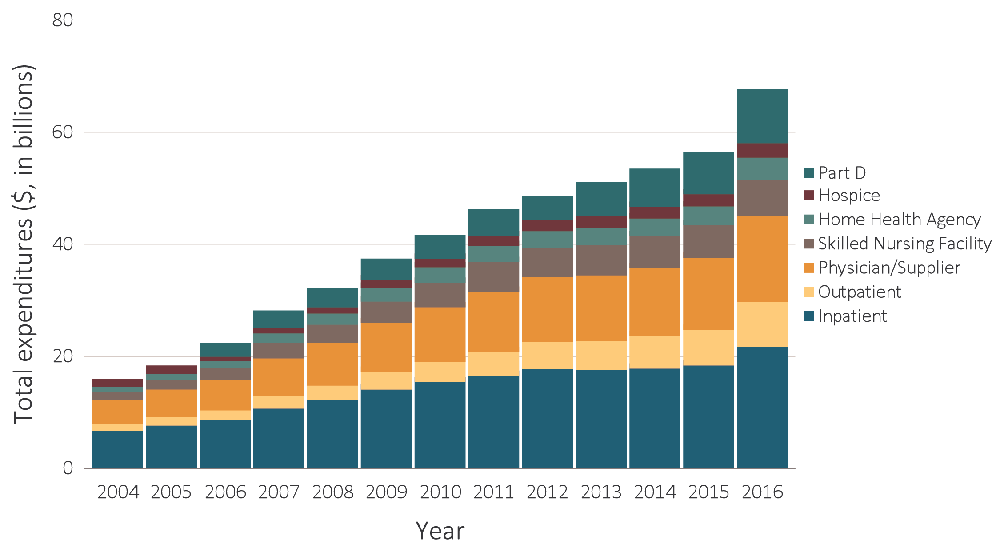 Total expenditures ($, in billions)
80
60
40
20
0
2004 2005 2006 2007 2008 2009 2010 2011 2012 2013 2014 2015 2016
Year
Part D
Hospice
Home Health Agency
Skilled Nursing Facility
Physician/Supplier
Outpatient
Inpatient